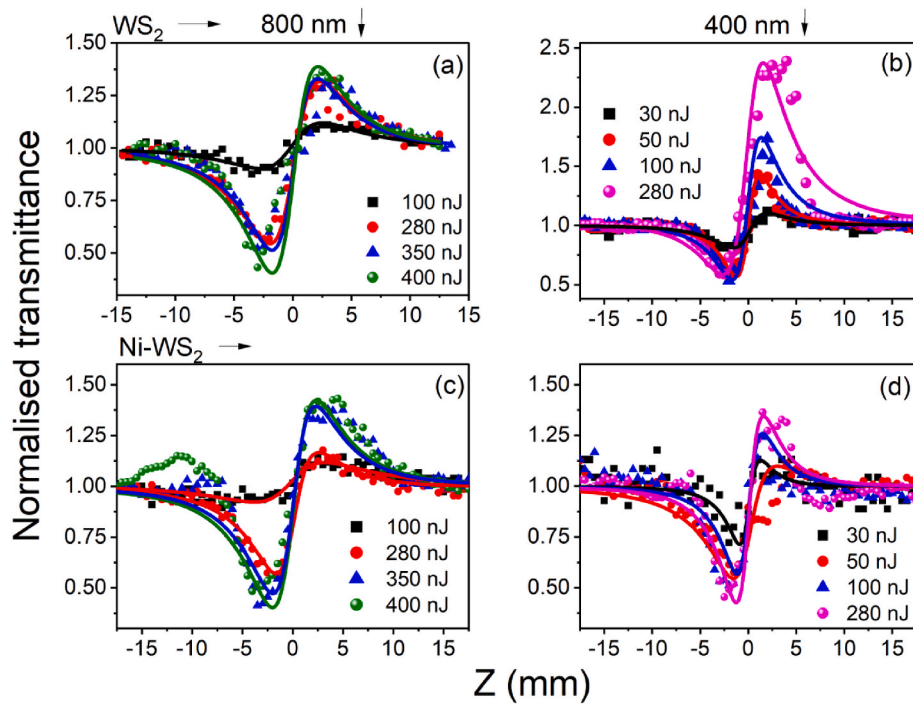 WS2 → 800 nm ↓ 400 nm ↓
Normalised transmittance
(a)
1.50
1.25
1.00
0.75
0.50
100 nJ
280 nJ
350 nJ
400 nJ
-15 -10 -5 0 5 10 15
(b)
2.5
2.0
1.5
1.0
0.5
30 nJ
50 nJ
100 nJ
280 nJ
-15 -10 -5 0 5 10 15
Ni-WS2 →
(c)
1.50
1.25
1.00
0.75
0.50
100 nJ
280 nJ
350 nJ
400 nJ
-15 -10 -5 0 5 10 15
(d)
1.50
1.25
1.00
0.75
0.50
30 nJ
50 nJ
100 nJ
280 nJ
-15 -10 -5 0 5 10 15
Z (mm)